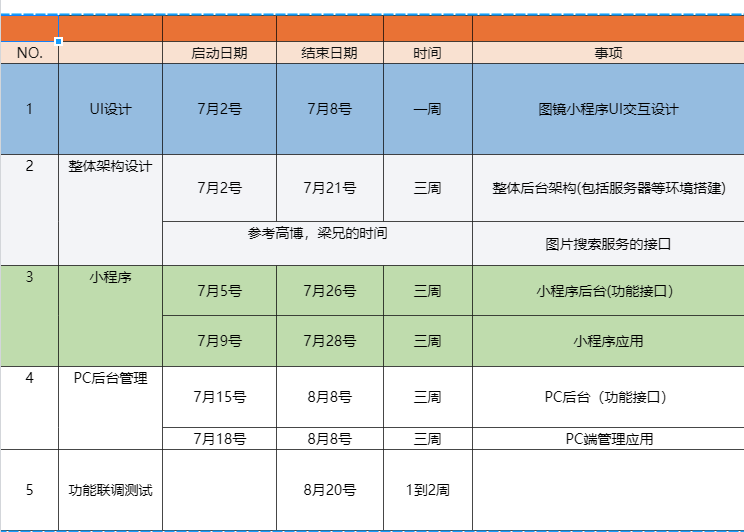 NO. 启动日期 结束日期 时间 事项
1 UI设计 7月2号 7月8号 一周 图镜小程序UI交互设计
2 整体架构设计 7月2号 7月21号 三周 整体后台架构(包括服务器等环境搭建)
参考高博，梁兄的时间 图片搜索服务的接口
3 小程序 7月5号 7月26号 三周 小程序后台(功能接口）
7月9号 7月28号 三周 小程序应用
4 PC后台管理 7月15号 8月8号 三周 PC后台（功能接口）
7月18号 8月8号 三周 PC端管理应用
5 功能联调测试 8月20号 1到2周